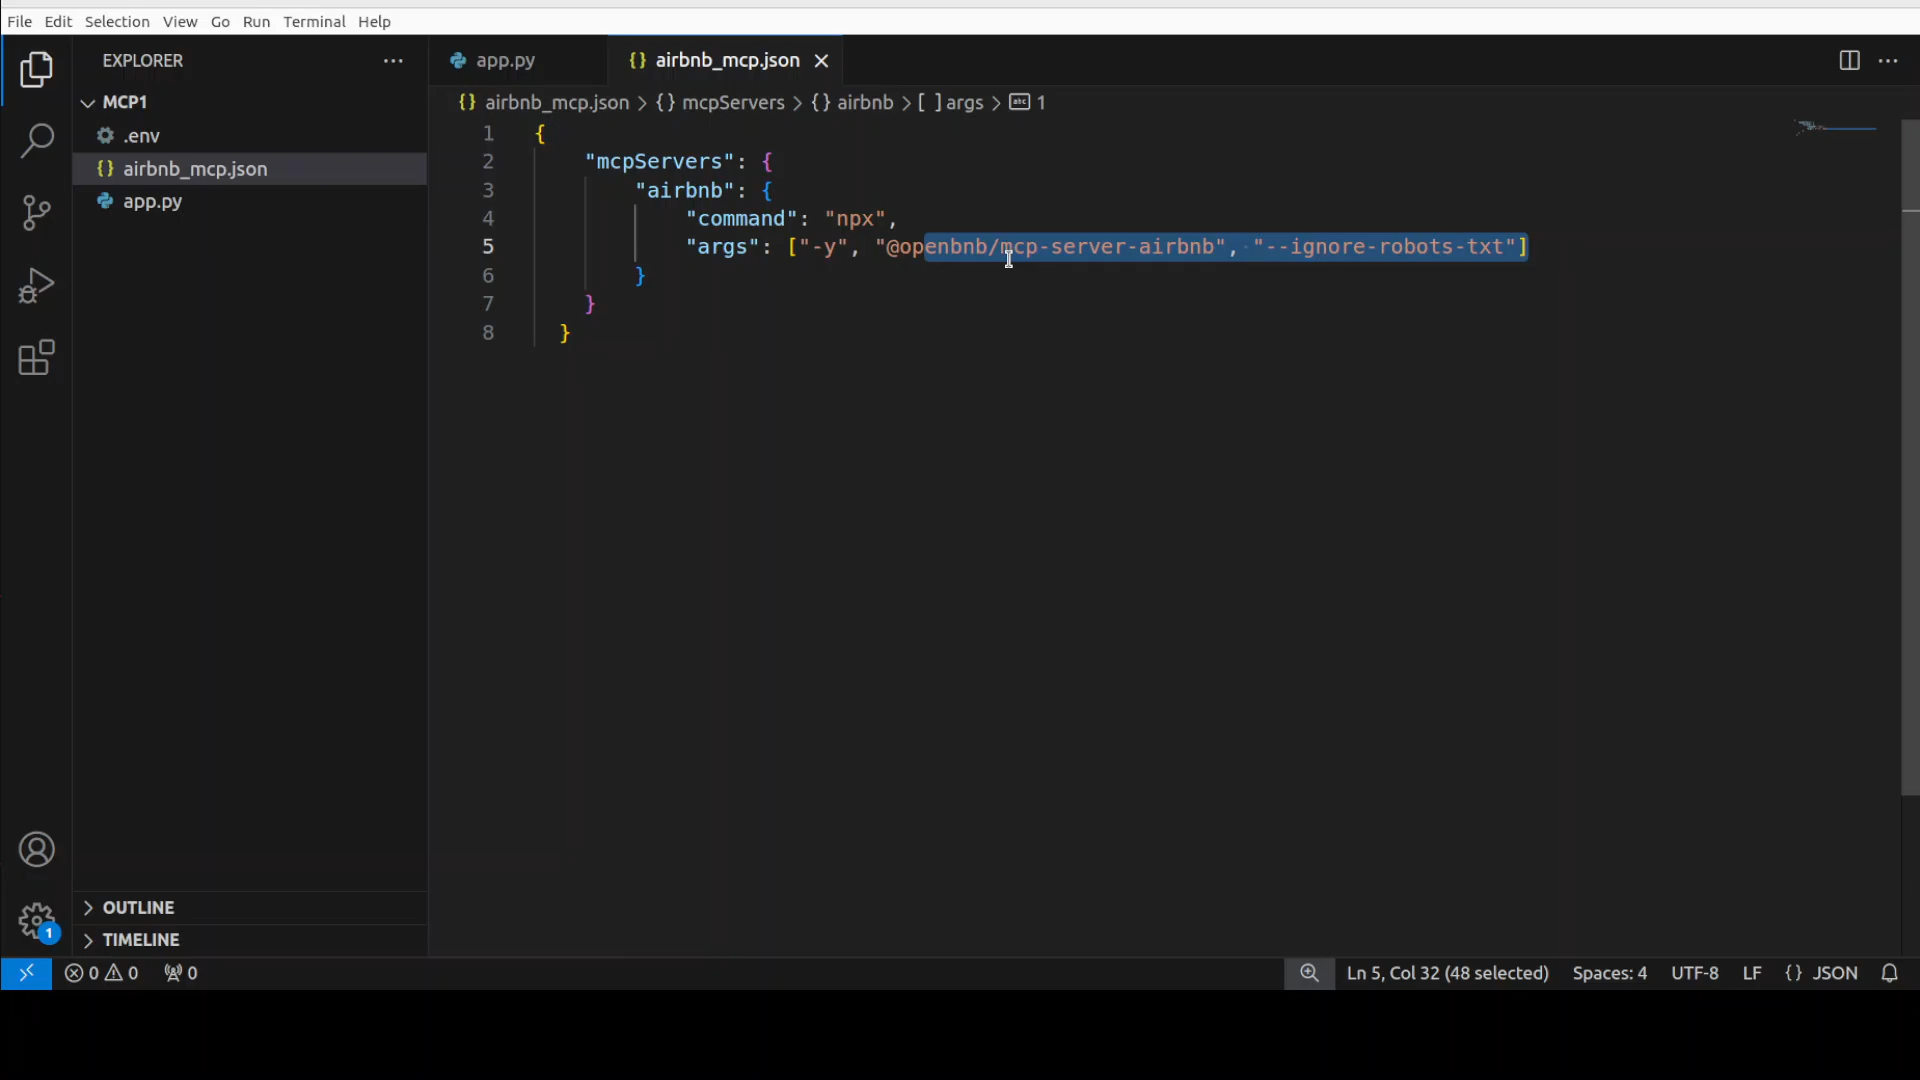 File Edit Selection View Go Run Terminal Help
EXPLORER
MCP1
.env
airbnb_mcp.json
app.py
OUTLINE
TIMELINE
app.py
airbnb_mcp.json
airbnb_mcp.json > {} mcpServers > {} airbnb > [ ] args > abc 1
1 {
2 "mcpServers": {
3 "airbnb": {
4 "command": "npx",
5 "args": ["-y", "@openbnb/mcp-server-airbnb", "--ignore-robots-txt"]
6 }
7 }
8 }
1
0 0 0
Ln 5, Col 32 (48 selected) Spaces: 4 UTF-8 LF {} JSON